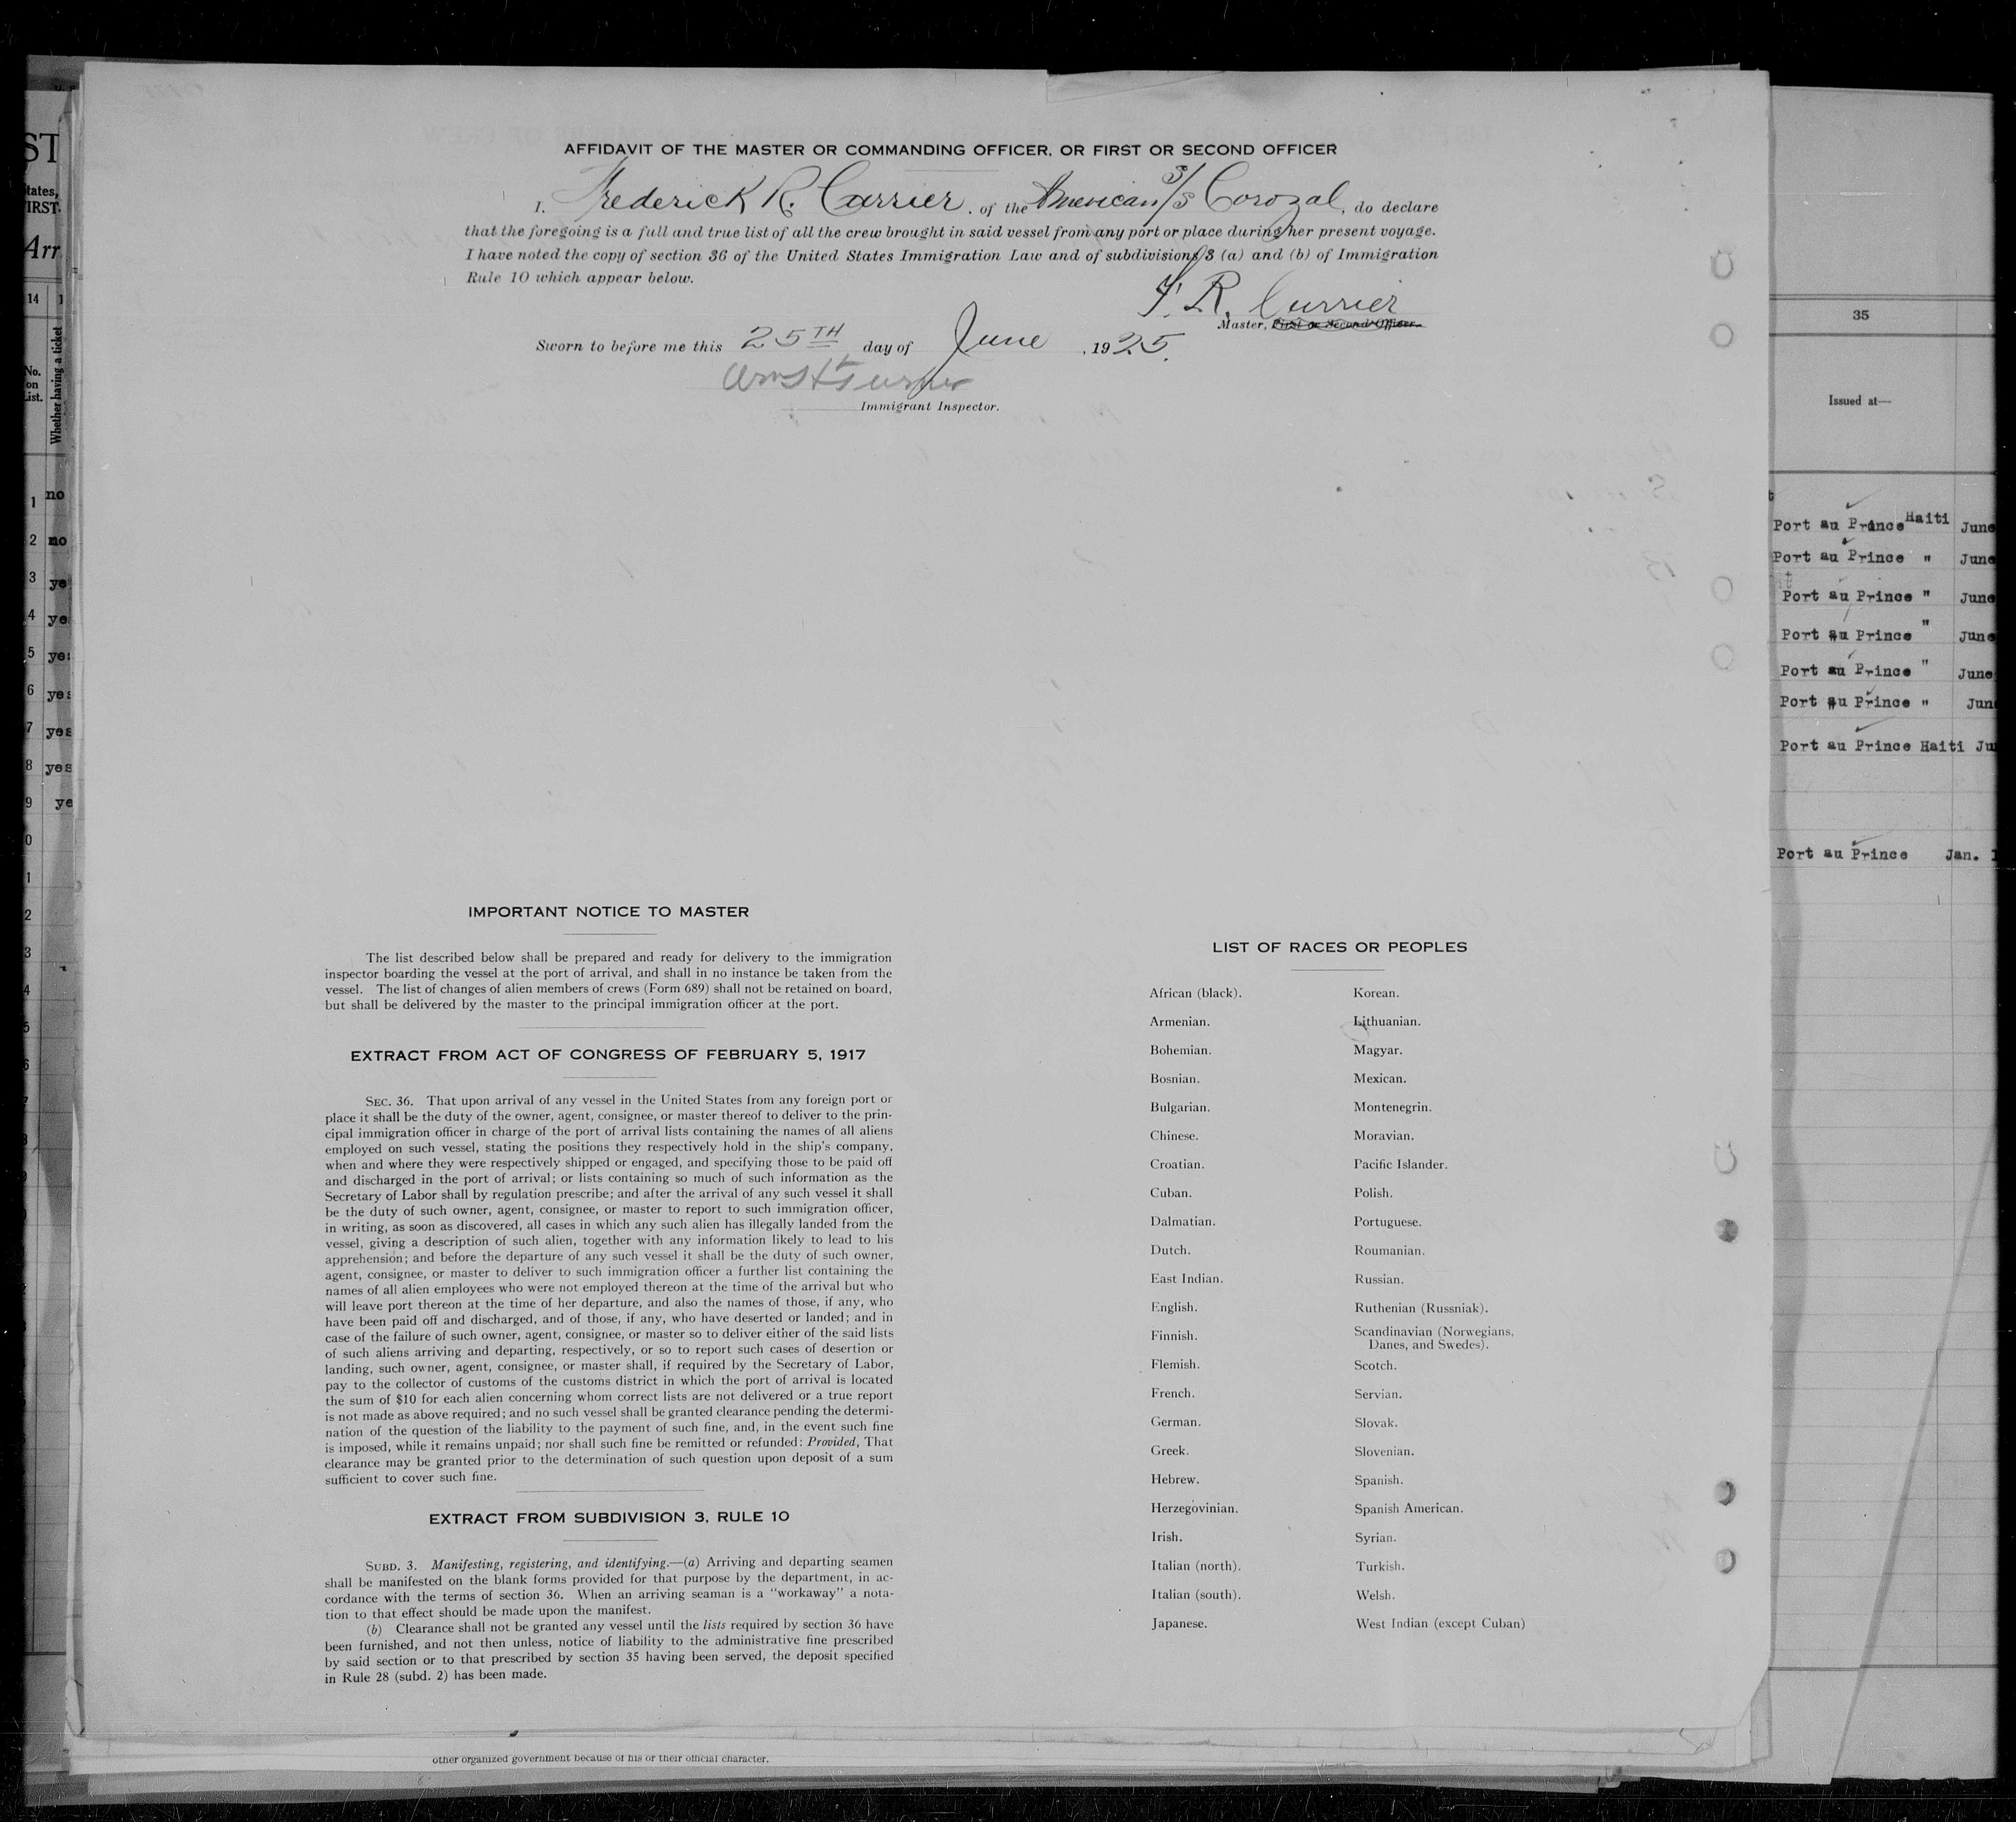 AFFIDAVIT OF THE MASTER OR COMMANDING OFFICER, OR FIRST OR SECOND OFFICER
I, Frederick R. Currier, of the American S/S Corozal, do declare
that the foregoing is a full and true list of all the crew brought in said vessel from any port or place during her present voyage.
I have noted the copy of section 36 of the United States Immigration Law and of subdivisions 3 (a) and (b) of Immigration
Rule 10 which appear below.
F. R. Currier
Master, First or Second Officer.
Sworn to before me this 25TH day of June, 1925.
Immigrant Inspector.
IMPORTANT NOTICE TO MASTER
The list described below shall be prepared and ready for delivery to the immigration
inspector boarding the vessel at the port of arrival, and shall in no instance be taken from the
vessel. The list of changes of alien members of crews (Form 689) shall not be retained on board,
but shall be delivered by the master to the principal immigration officer at the port.
EXTRACT FROM ACT OF CONGRESS OF FEBRUARY 5, 1917
SEC. 36. That upon arrival of any vessel in the United States from any foreign port or
place it shall be the duty of the owner, agent, consignee, or master thereof to deliver to the prin-
cipal immigration officer in charge of the port of arrival lists containing the names of all aliens
employed on such vessel, stating the positions they respectively hold in the ship's company,
when and where they were respectively shipped or engaged, and specifying those to be paid off
and discharged in the port of arrival; or lists containing so much of such information as the
Secretary of Labor shall by regulation prescribe; and after the arrival of any such vessel it shall
be the duty of such owner, agent, consignee, or master to report to such immigration officer,
in writing, as soon as discovered, all cases in which any such alien has illegally landed from the
vessel, giving a description of such alien, together with any information likely to lead to his
apprehension; and before the departure of any such vessel it shall be the duty of such owner,
agent, consignee, or master to deliver to such immigration officer a further list containing the
names of all alien employees who were not employed thereon at the time of the arrival but who
will leave port thereon at the time of her departure, and also the names of those, if any, who
have been paid off and discharged, and of those, if any, who have deserted or landed; and in
case of the failure of such owner, agent, consignee, or master so to deliver either of the said lists
of such aliens arriving and departing, respectively, or so to report such cases of desertion or
landing, such owner, agent, consignee, or master shall, if required by the Secretary of Labor,
pay to the collector of customs of the customs district in which the port of arrival is located
the sum of $10 for each alien concerning whom correct lists are not delivered or a true report
is not made as above required; and no such vessel shall be granted clearance pending the determi-
nation of the question of the liability to the payment of such fine, and, in the event such fine
is imposed, while it remains unpaid; nor shall such fine be remitted or refunded: Provided, That
clearance may be granted prior to the determination of such question upon deposit of a sum
sufficient to cover such fine.
EXTRACT FROM SUBDIVISION 3, RULE 10
SUBD. 3. Manifesting, registering, and identifying.—(a) Arriving and departing seamen
shall be manifested on the blank forms provided for that purpose by the department, in ac-
cordance with the terms of section 36. When an arriving seaman is a "workaway" a nota-
tion to that effect should be made upon the manifest.
(b) Clearance shall not be granted any vessel until the lists required by section 36 have
been furnished, and not then unless, notice of liability to the administrative fine prescribed
by said section or to that prescribed by section 35 having been served, the deposit specified
in Rule 28 (subd. 2) has been made.
LIST OF RACES OR PEOPLES
African (black).
Armenian.
Bohemian.
Bosnian.
Bulgarian.
Chinese.
Croatian.
Cuban.
Dalmatian.
Dutch.
East Indian.
English.
Finnish.
Flemish.
French.
German.
Greek.
Hebrew.
Herzegovinian.
Irish.
Italian (north).
Italian (south).
Japanese.
Korean.
Lithuanian.
Magyar.
Mexican.
Montenegrin.
Moravian.
Pacific Islander.
Polish.
Portuguese.
Roumanian.
Russian.
Ruthenian (Russniak).
Scandinavian (Norwegians,
Danes, and Swedes).
Scotch.
Servian.
Slovak.
Slovenian.
Spanish.
Spanish American.
Syrian.
Turkish.
Welsh.
West Indian (except Cuban)
other organized government because of his or their official character.
ST
tates,
IRST.
Arr
14
No.
on
List.
Whether having a ticket
1 no
2 no
3 ye
4 ye
5 yes
6 yes
7 yes
8 yes
9 ye
0
1
2
3
4
5
6
35
Issued at—
Port au Prince Haiti June
Port au Prince " June
Port au Prince " June
Port au Prince " June
Port au Prince " June
Port au Prince " Jun
Port au Prince Haiti Ju
Port au Prince Jan. 1